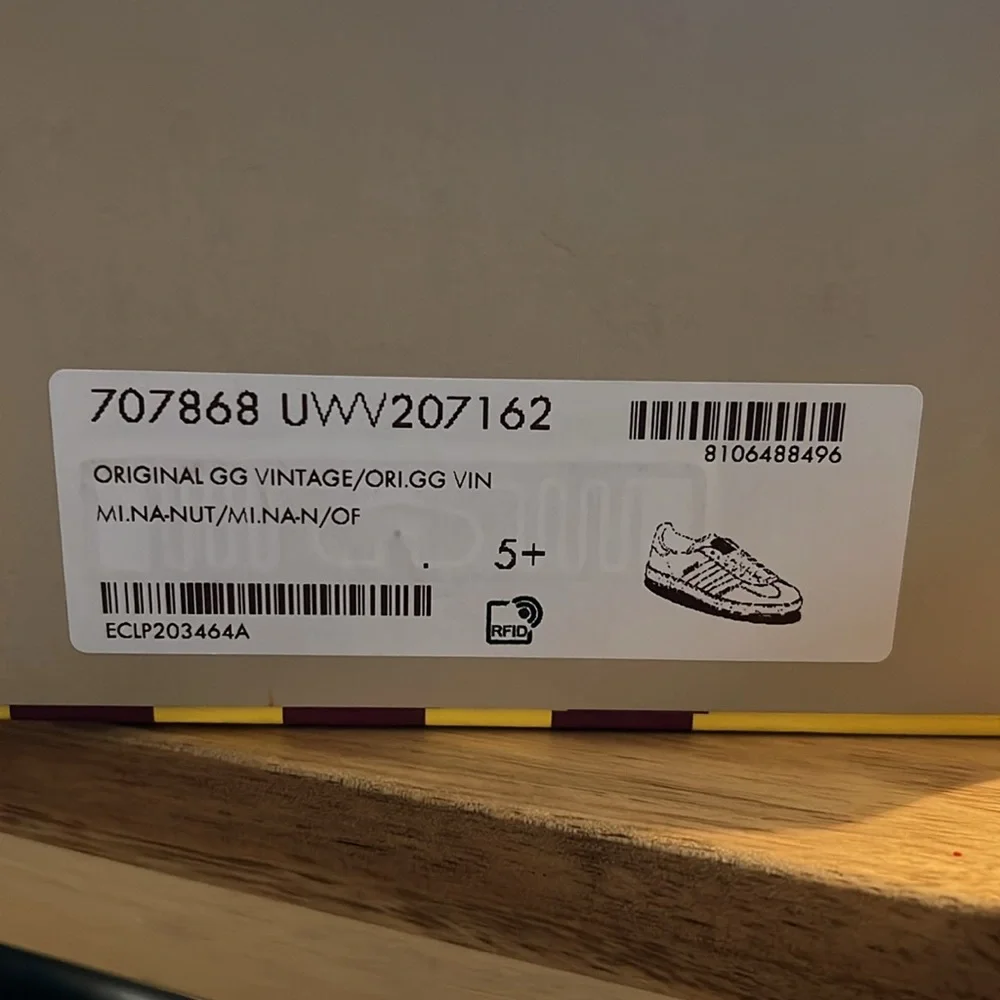 707868 UWV207162
8106488496
ORIGINAL GG VINTAGE/ORI.GG VIN
MI.NA-NUT/MI.NA-N/OF
. 5+
ECLP203464A
RFID